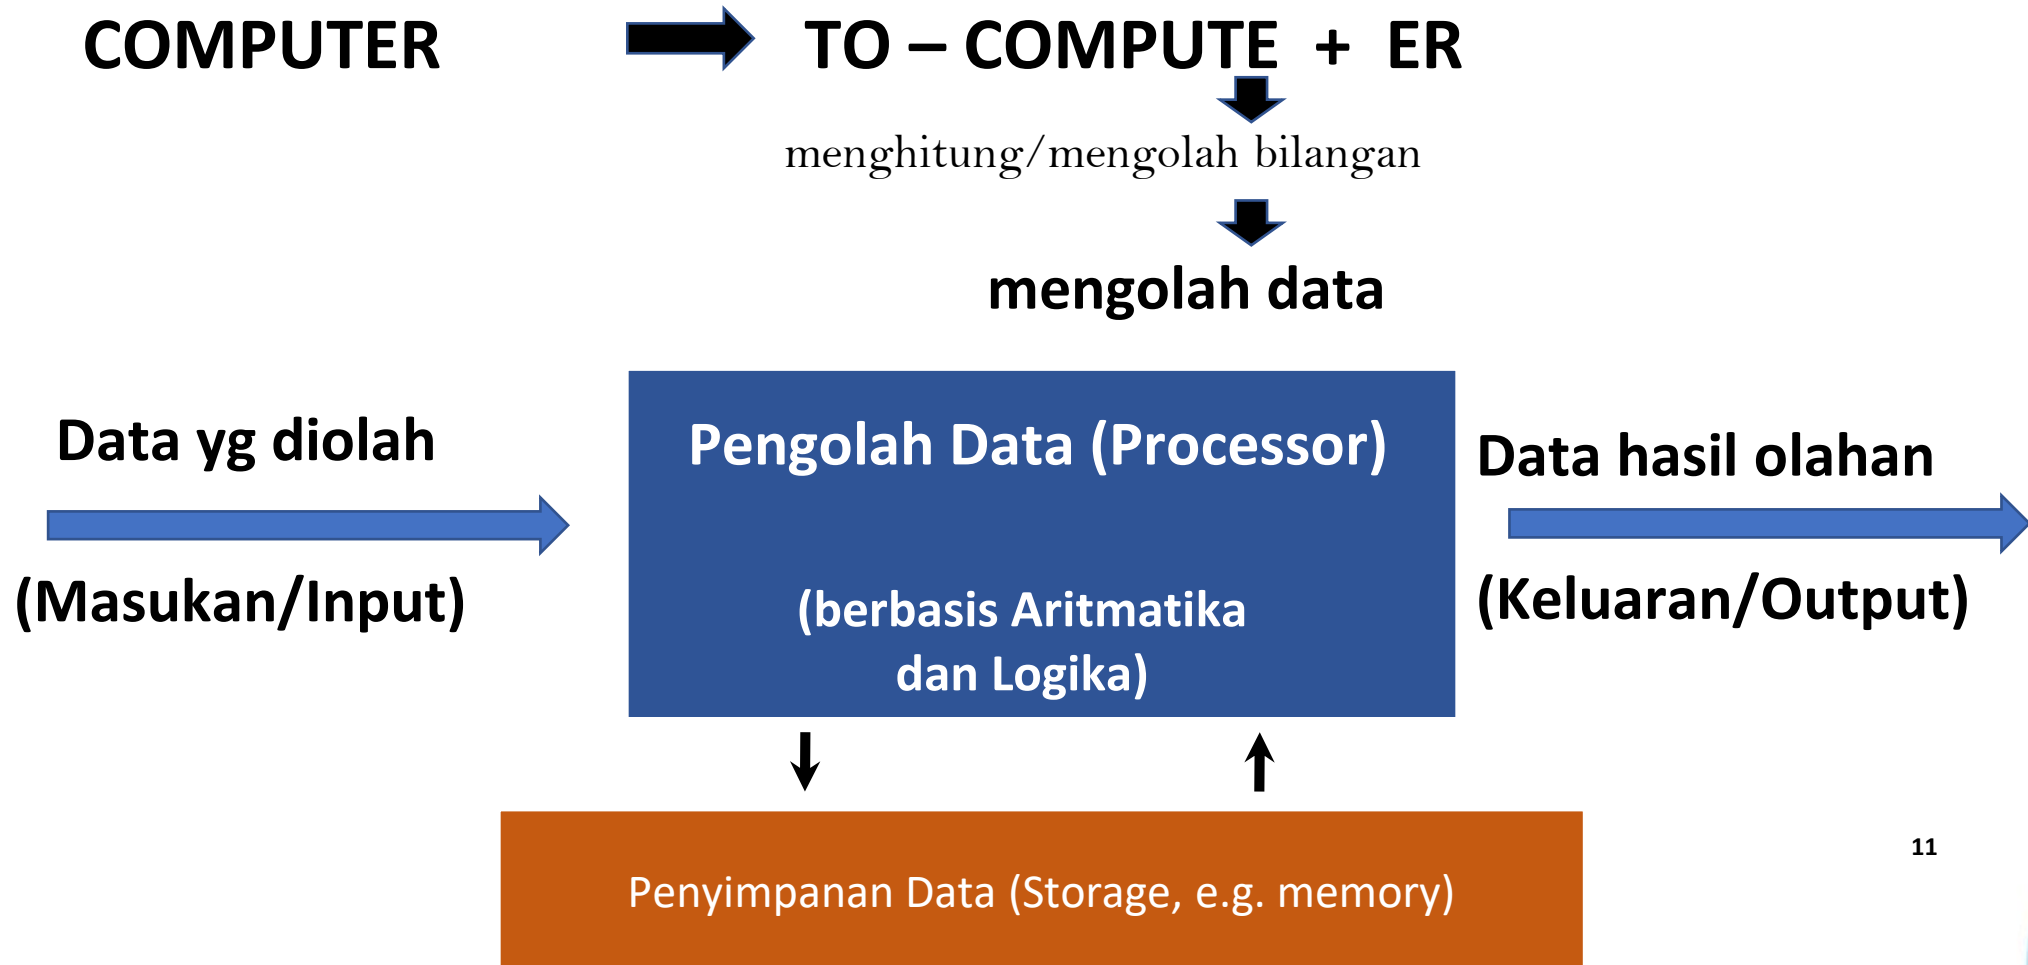 COMPUTER
TO – COMPUTE + ER
menghitung/mengolah bilangan
mengolah data
Data yg diolah
(Masukan/Input)
Pengolah Data (Processor)
(berbasis Aritmatika
dan Logika)
Data hasil olahan
(Keluaran/Output)
Penyimpanan Data (Storage, e.g. memory)
11